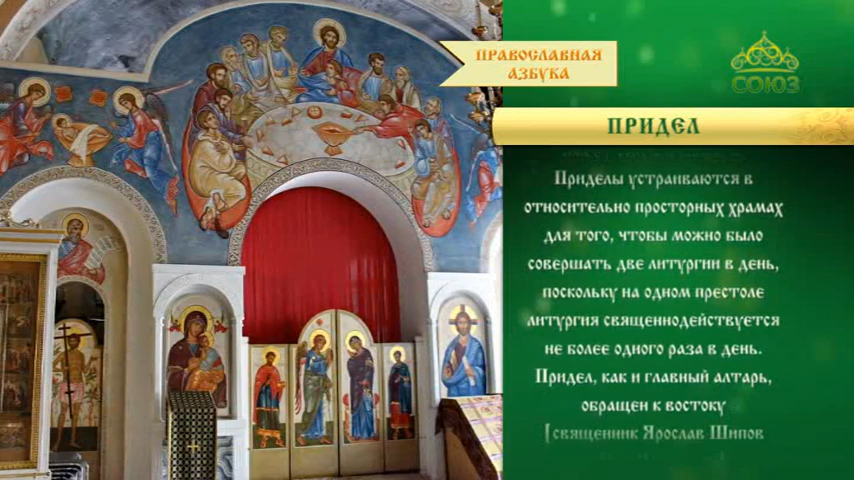 ПРАВОСЛАВНАЯ
АЗБУКА
СОЮЗ
ПРИДЕЛ
Приделы устраиваются в
относительно просторных храмах
для того, чтобы можно было
совершать две литургии в день,
поскольку на одном престоле
литургия священнодействуется
не более одного раза в день.
Придел, как и главный алтарь,
обращен к востоку
[священник Ярослав Шипов